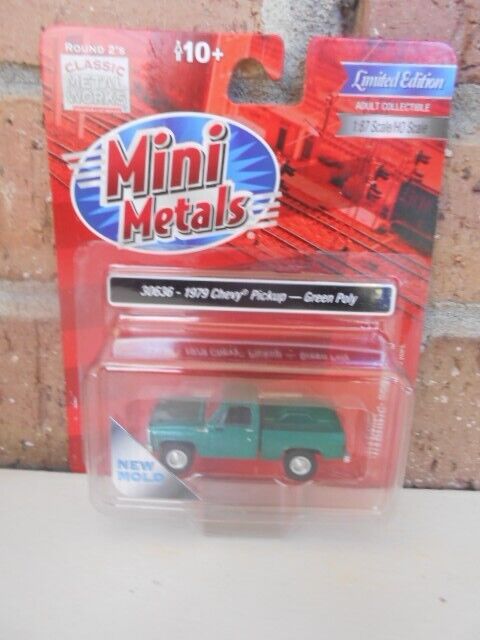 ROUND 2's
CLASSIC
METAL
WORKS
AGE 10+
Limited Edition
ADULT COLLECTIBLE
1:87 Scale/HO Scale
Mini
Metals®
30636 - 1979 Chevy® Pickup — Green Poly
NEW
MOLD